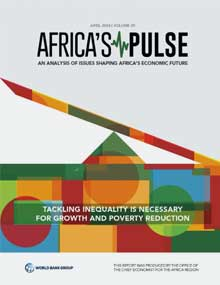 APRIL 2024 | VOLUME 29
AFRICA'S PULSE
AN ANALYSIS OF ISSUES SHAPING AFRICA'S ECONOMIC FUTURE
TACKLING INEQUALITY IS NECESSARY
FOR GROWTH AND POVERTY REDUCTION
WORLD BANK GROUP
THIS REPORT WAS PRODUCED BY THE OFFICE OF
THE CHIEF ECONOMIST FOR THE AFRICA REGION